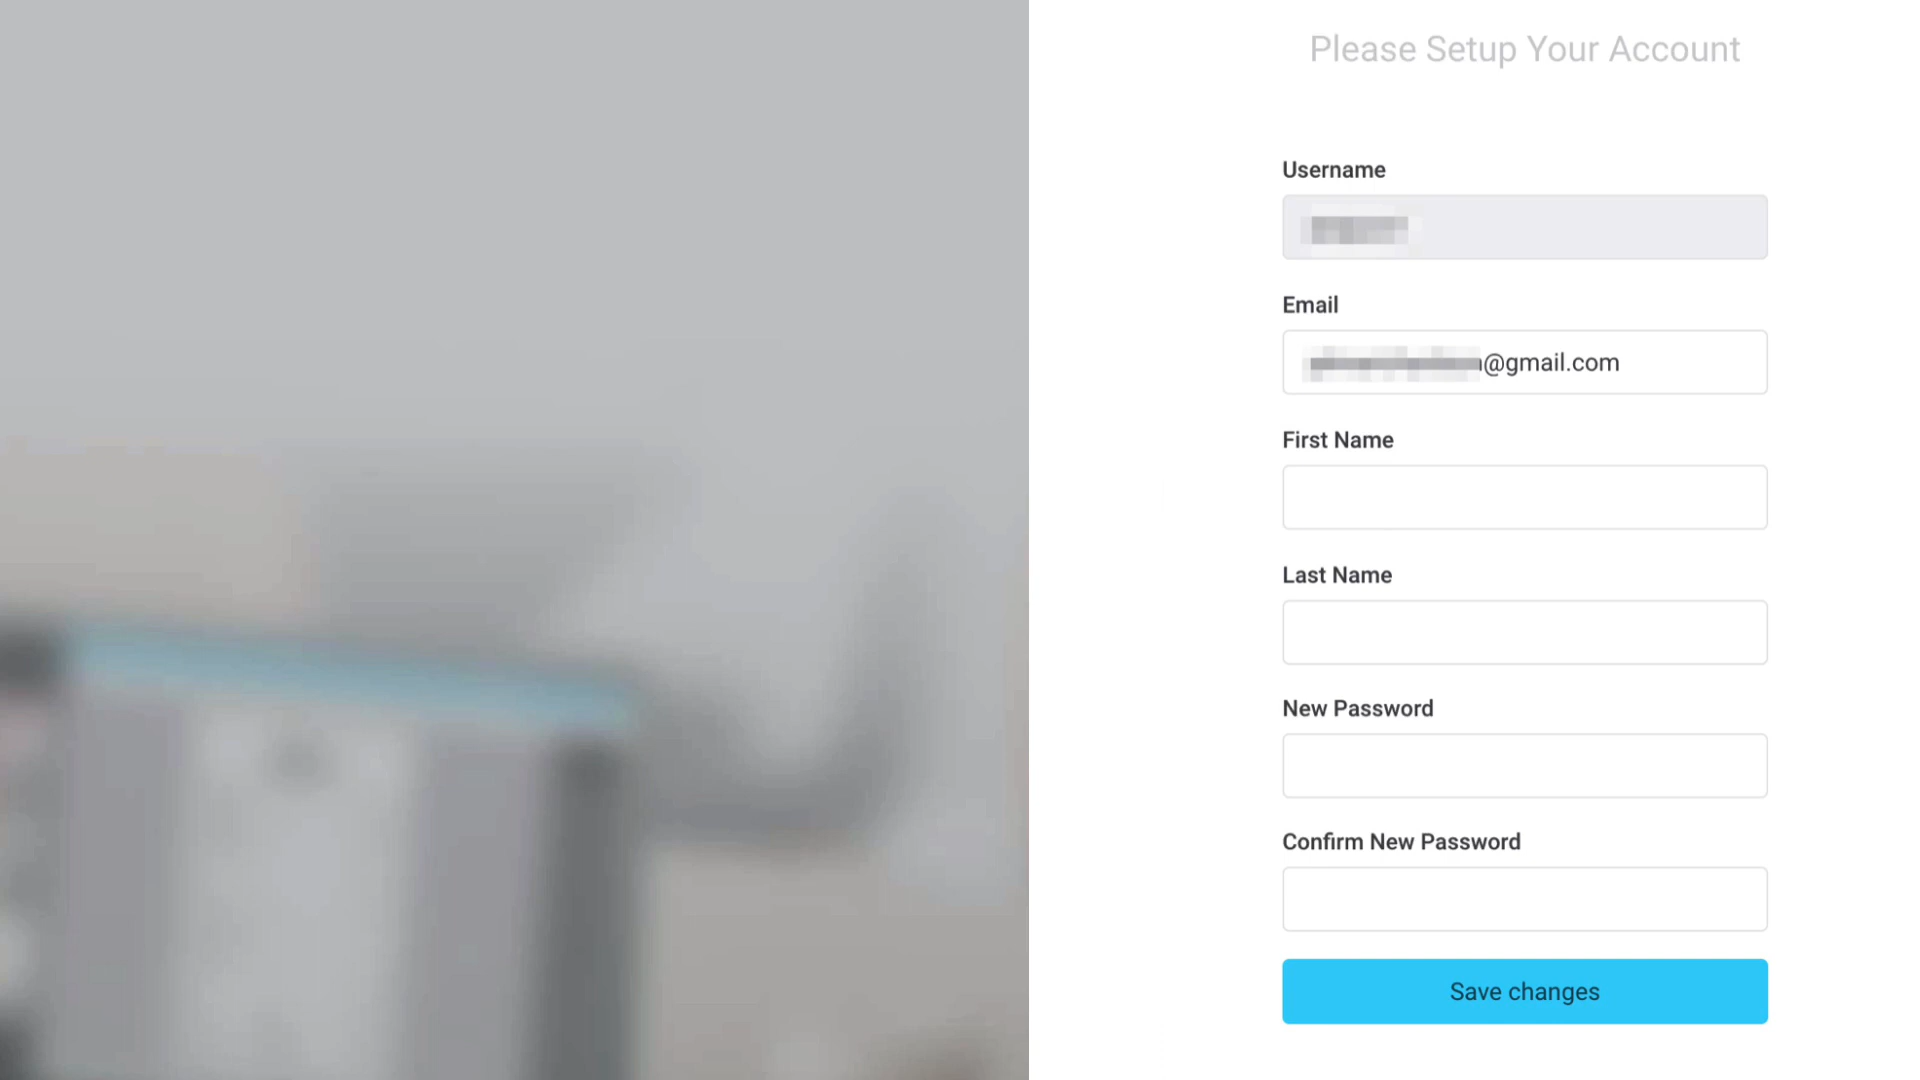 Please Setup Your Account
Username
Email
@gmail.com
First Name
Last Name
New Password
Confirm New Password
Save changes